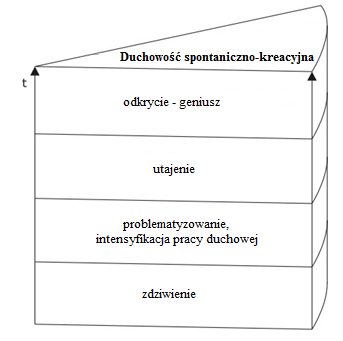 Duchowość spontaniczno-kreacyjna
t
odkrycie - geniusz
utajenie
problematyzowanie,
intensyfikacja pracy duchowej
zdziwienie